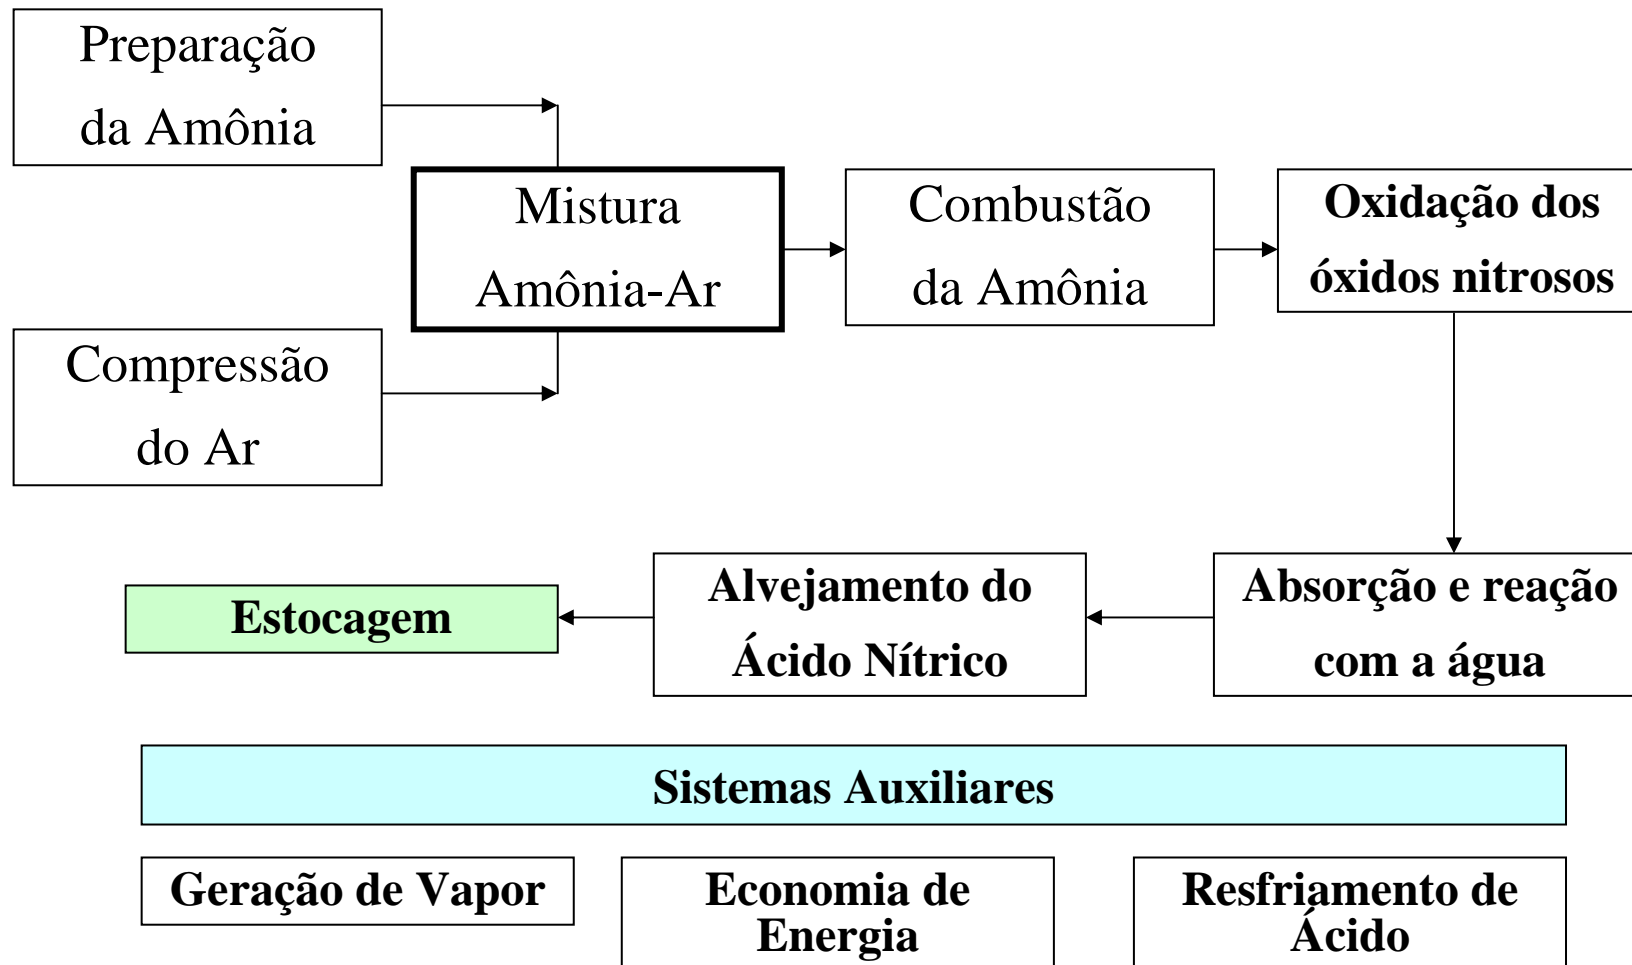 Preparação
da Amônia
Mistura
Amônia-Ar
Combustão
da Amônia
Oxidação dos
óxidos nitrosos
Compressão
do Ar
Estocagem
Alvejamento do
Ácido Nítrico
Absorção e reação
com a água
Sistemas Auxiliares
Geração de Vapor
Economia de
Energia
Resfriamento de
Ácido